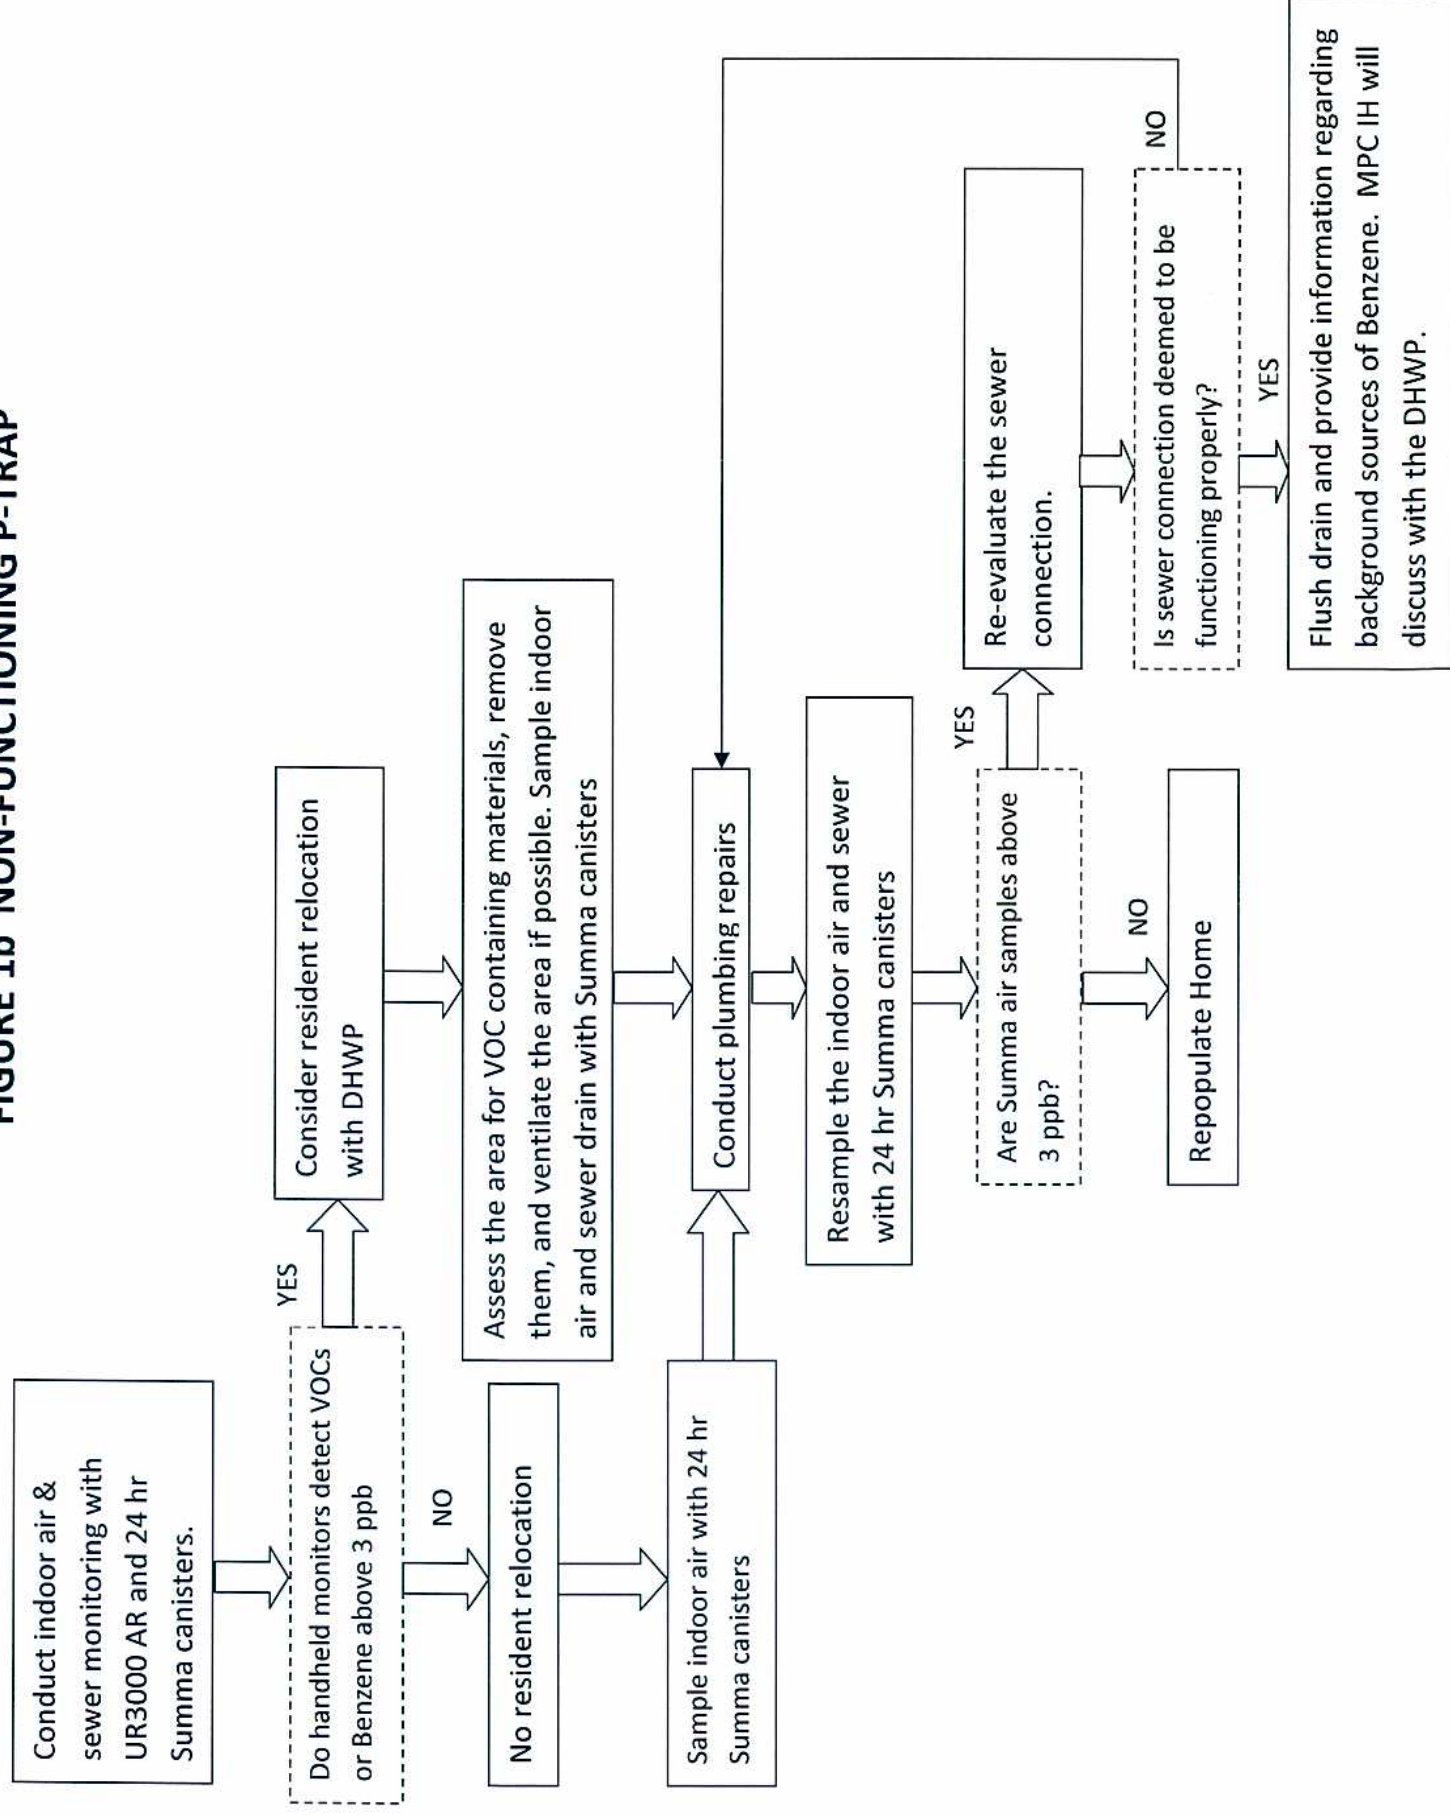 FIGURE 1b NON-FUNCTIONING P-TRAP
Conduct indoor air &
sewer monitoring with
UR3000 AR and 24 hr
Summa canisters.
Do handheld monitors detect VOCs
or Benzene above 3 ppb
YES
Consider resident relocation
with DHWP
NO
No resident relocation
Assess the area for VOC containing materials, remove
them, and ventilate the area if possible. Sample indoor
air and sewer drain with Summa canisters
Sample indoor air with 24 hr
Summa canisters
Conduct plumbing repairs
Resample the indoor air and sewer
with 24 hr Summa canisters
Are Summa air samples above
3 ppb?
YES
Re-evaluate the sewer
connection.
NO
Repopulate Home
Is sewer connection deemed to be
functioning properly?
NO
YES
Flush drain and provide information regarding
background sources of Benzene. MPC IH will
discuss with the DHWP.